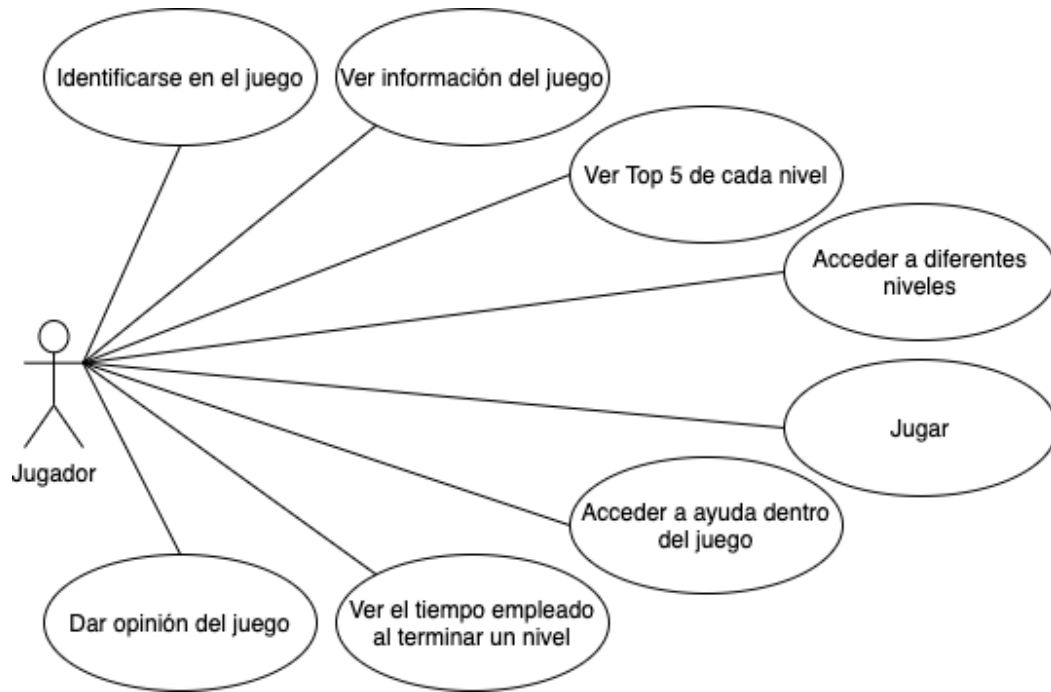 Identificarse en el juego
Ver información del juego
Ver Top 5 de cada nivel
Acceder a diferentes
niveles
Jugar
Jugador
Acceder a ayuda dentro
del juego
Ver el tiempo empleado
al terminar un nivel
Dar opinión del juego